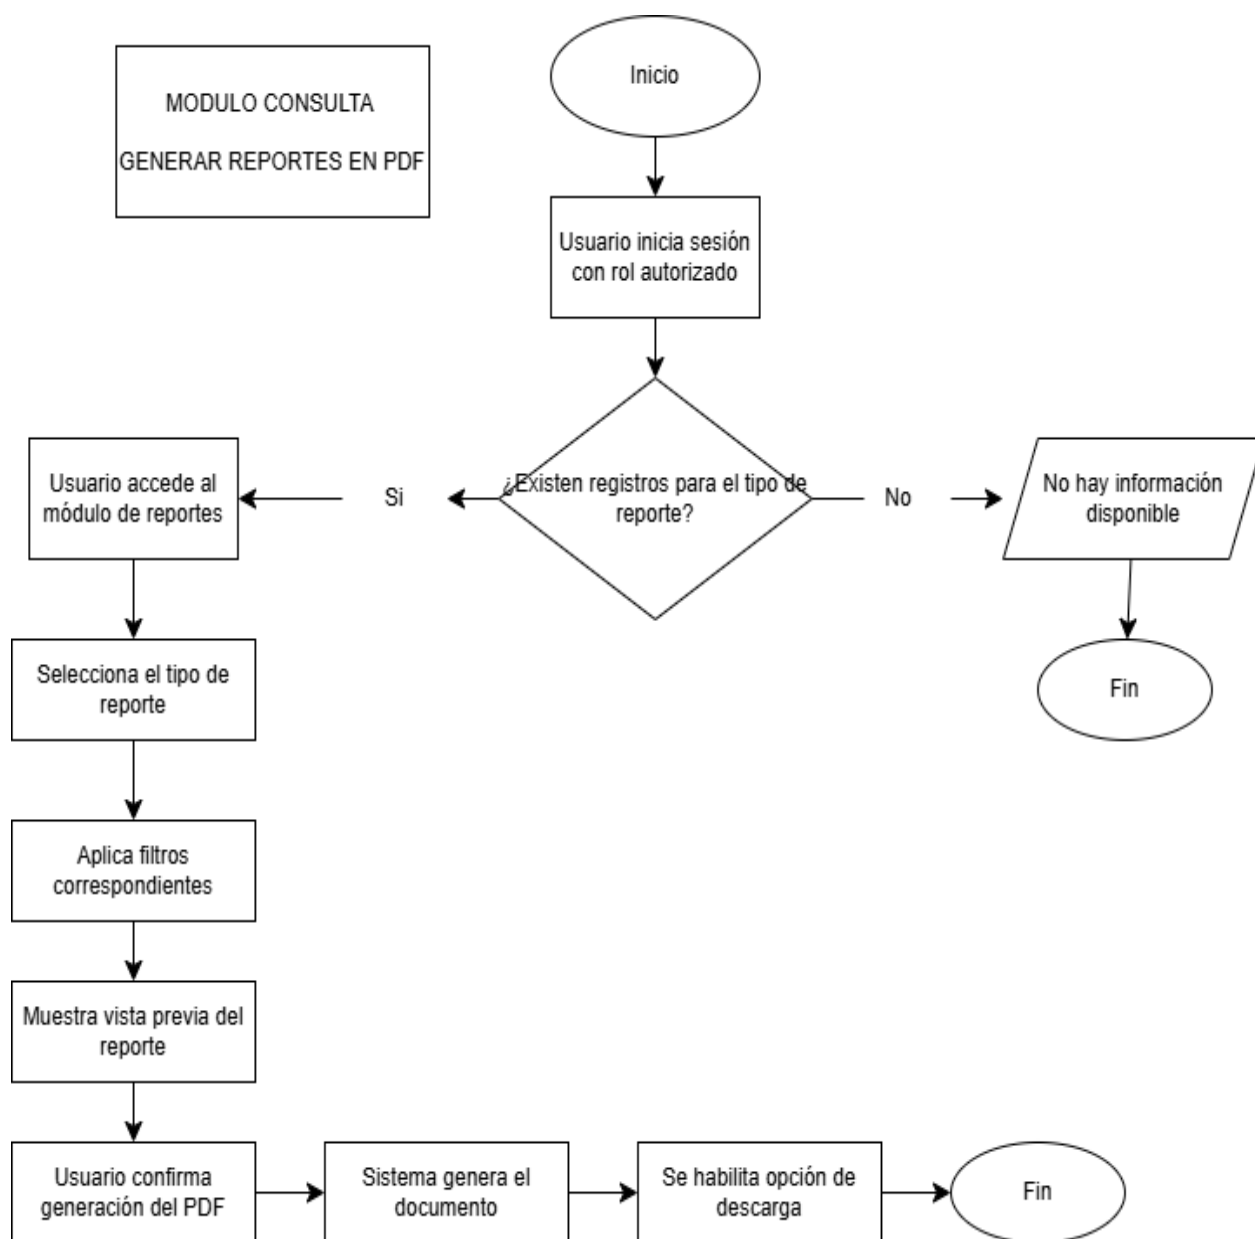 MODULO CONSULTA
GENERAR REPORTES EN PDF
Inicio
Usuario inicia sesión
con rol autorizado
¿Existen registros para el tipo de
reporte?
Si
No
Usuario accede al
módulo de reportes
No hay información
disponible
Fin
Selecciona el tipo de
reporte
Aplica filtros
correspondientes
Muestra vista previa del
reporte
Usuario confirma
generación del PDF
Sistema genera el
documento
Se habilita opción de
descarga
Fin